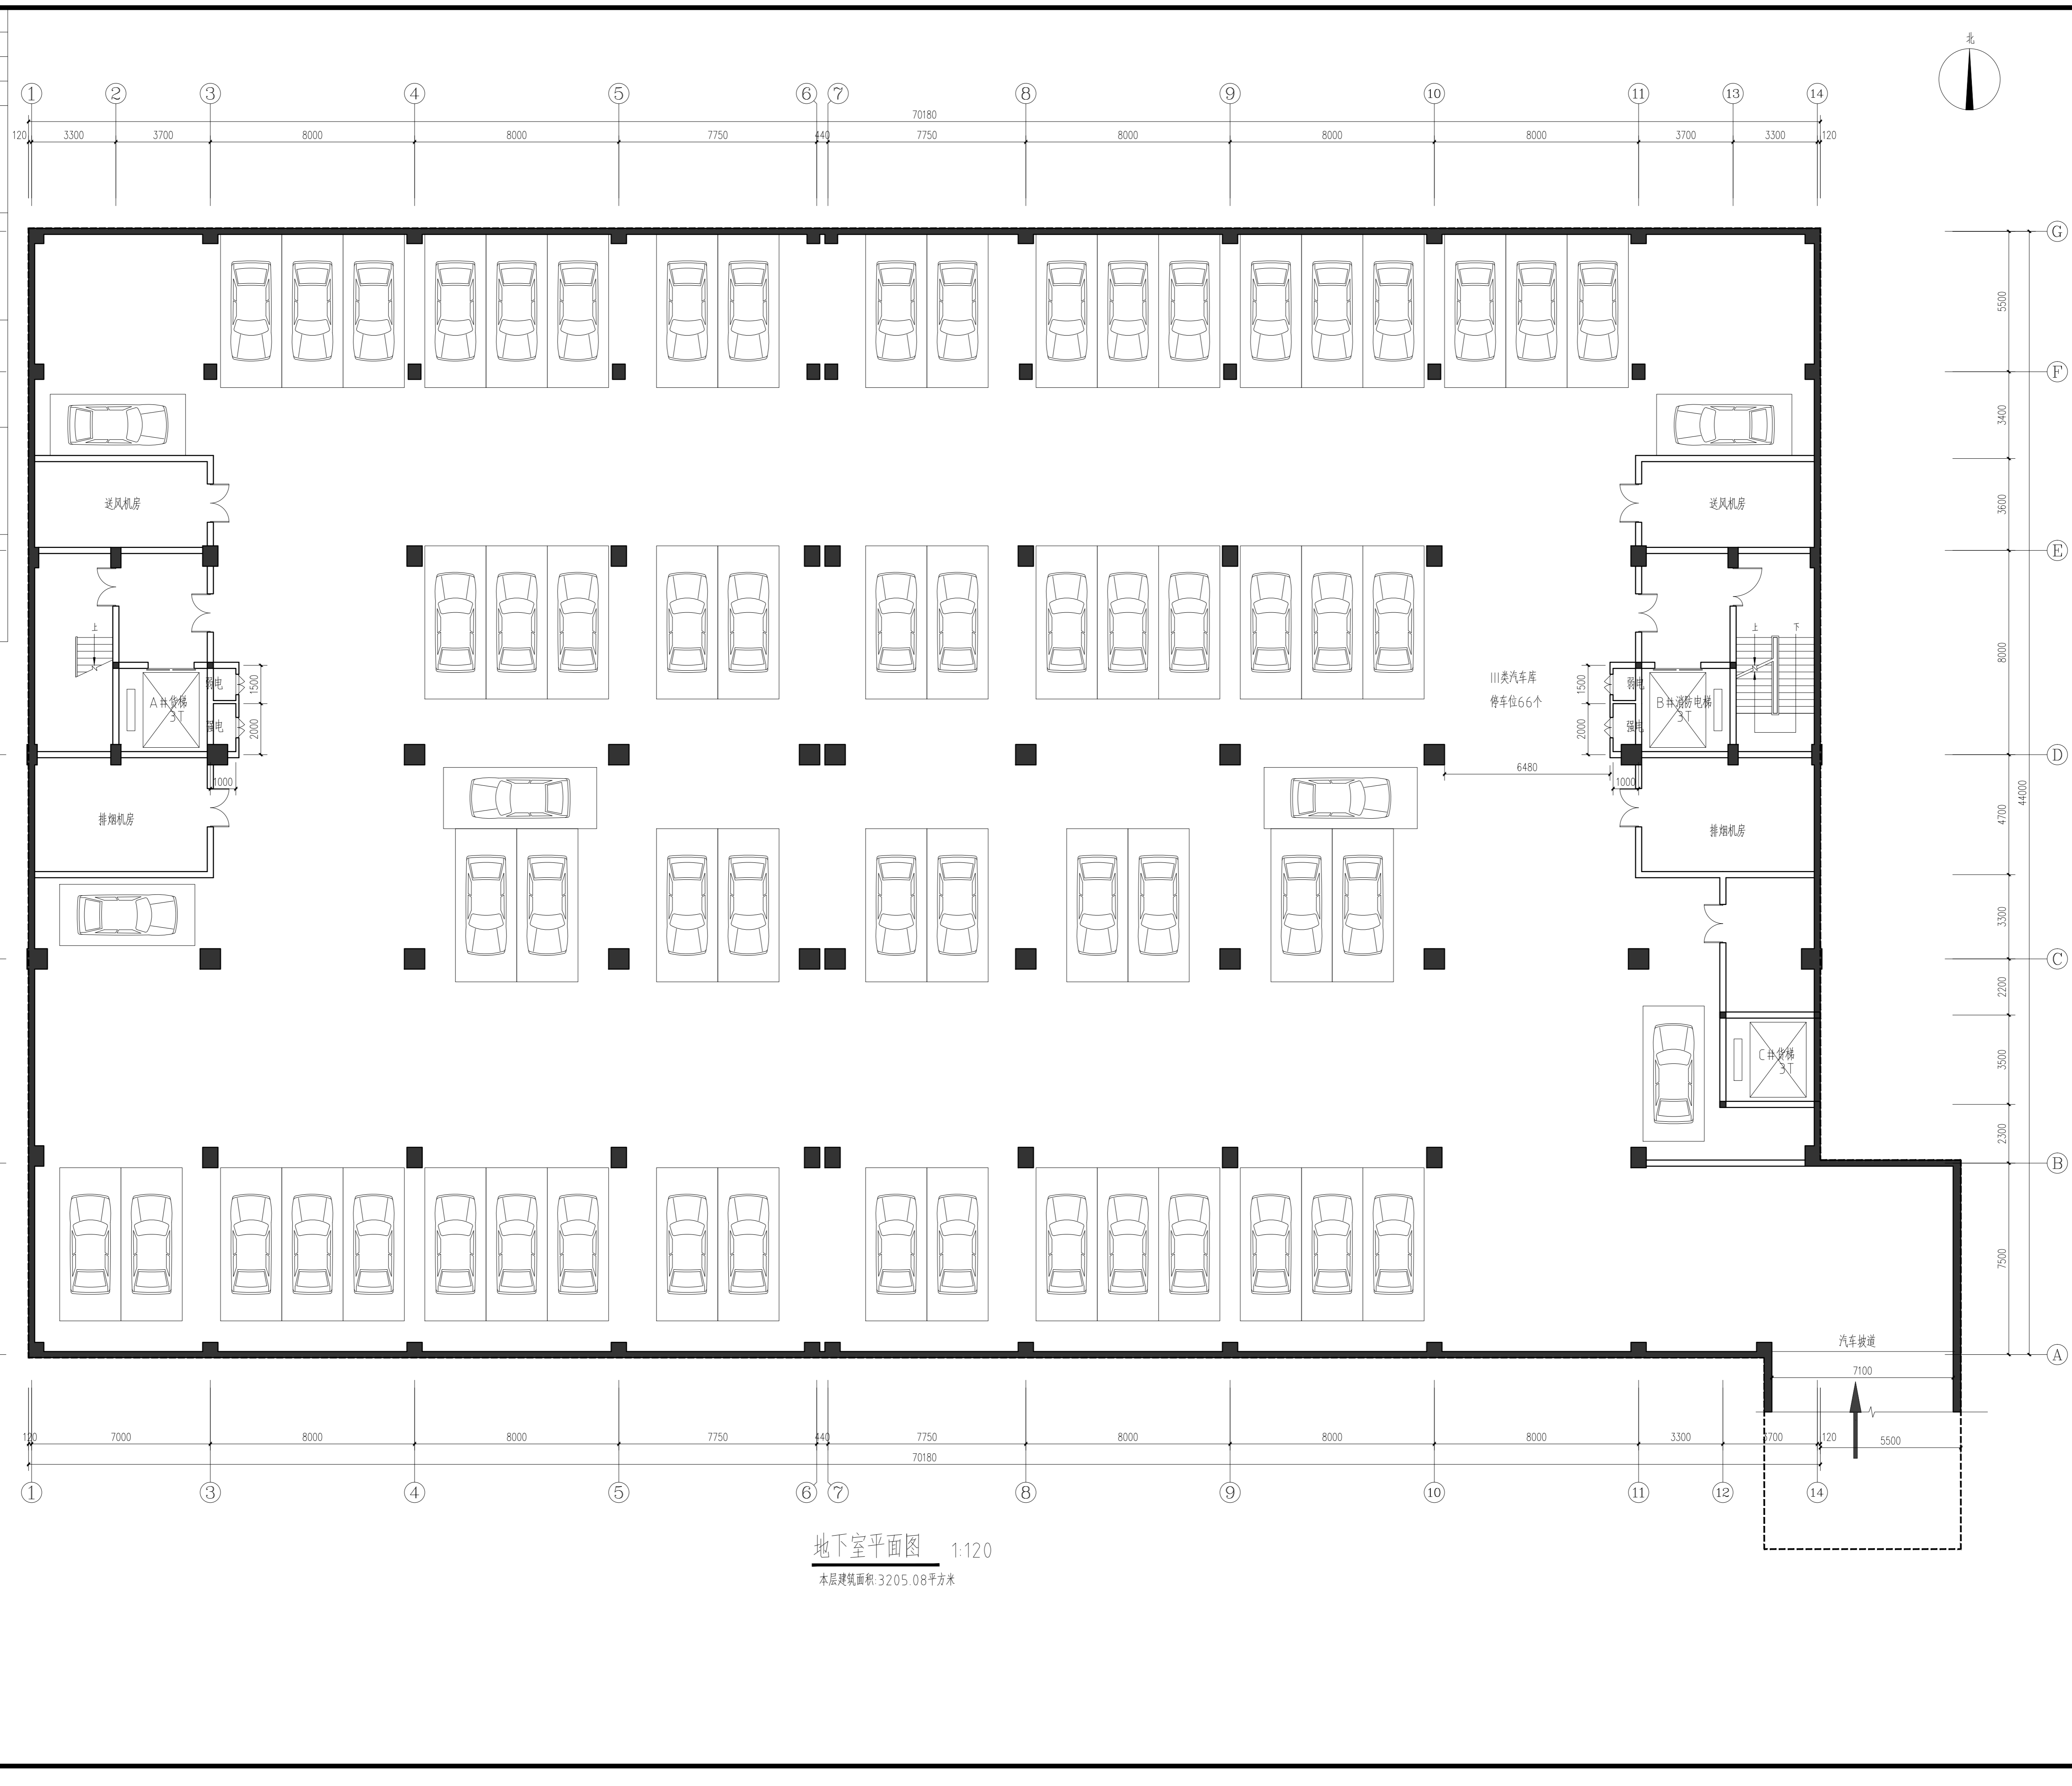 北
1 2 3 4 5 6 7 8 9 10 11 13 14
70180
120 3300 3700 8000 8000 7750 440 7750 8000 8000 8000 3700 3300 120
G
5500
F
3400
送风机房 送风机房
3600
E
上 上 下
8000
III类汽车库
停车位66个
弱电 1500 1500 弱电
A#货梯 B#消防电梯
3T 3T
强电 2000 2000 强电
D
6480
1000 1000
44000
4700
排烟机房 排烟机房
3300
C
2200
C#货梯
3T
3500
2300
B
7500
汽车坡道
A
7100
120 7000 8000 8000 7750 440 7750 8000 8000 8000 3300 3700 120 5500
70180
1 3 4 5 6 7 8 9 10 11 12 14
地下室平面图 1:120
本层建筑面积:3205.08平方米